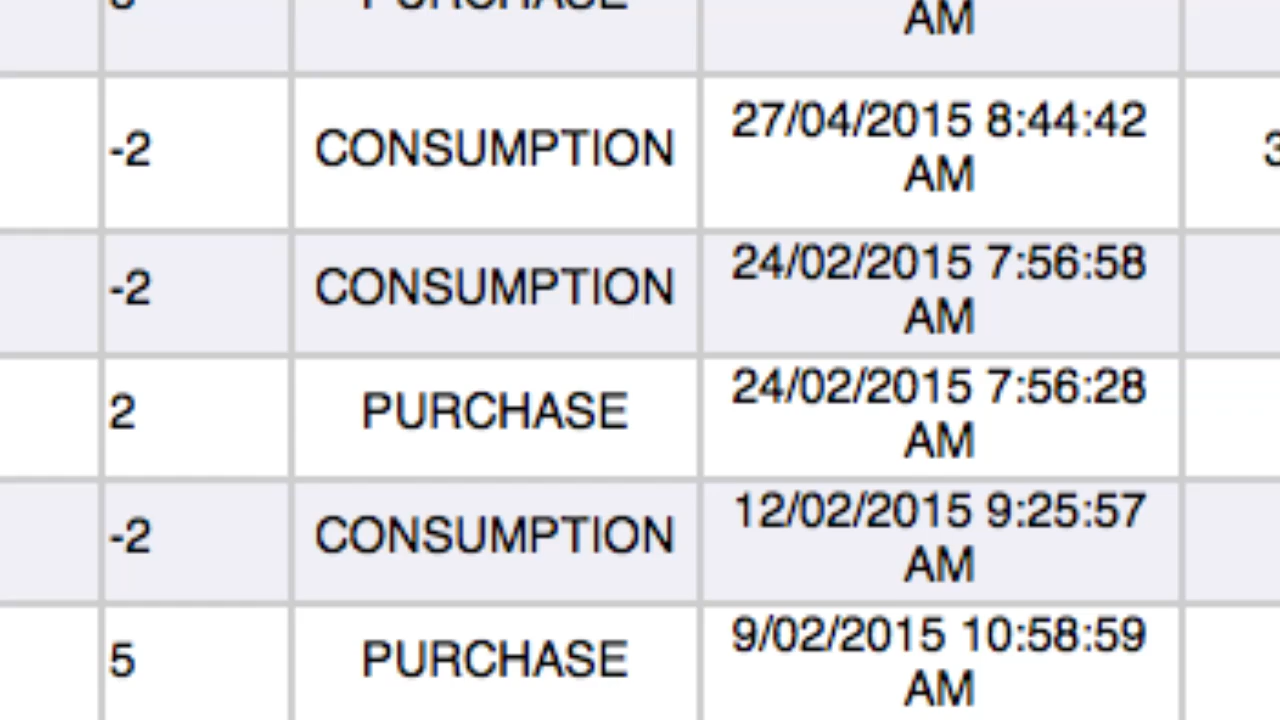 PURCHASE
AM
-2 CONSUMPTION 27/04/2015 8:44:42
AM
-2 CONSUMPTION 24/02/2015 7:56:58
AM
2 PURCHASE 24/02/2015 7:56:28
AM
-2 CONSUMPTION 12/02/2015 9:25:57
AM
5 PURCHASE 9/02/2015 10:58:59
AM